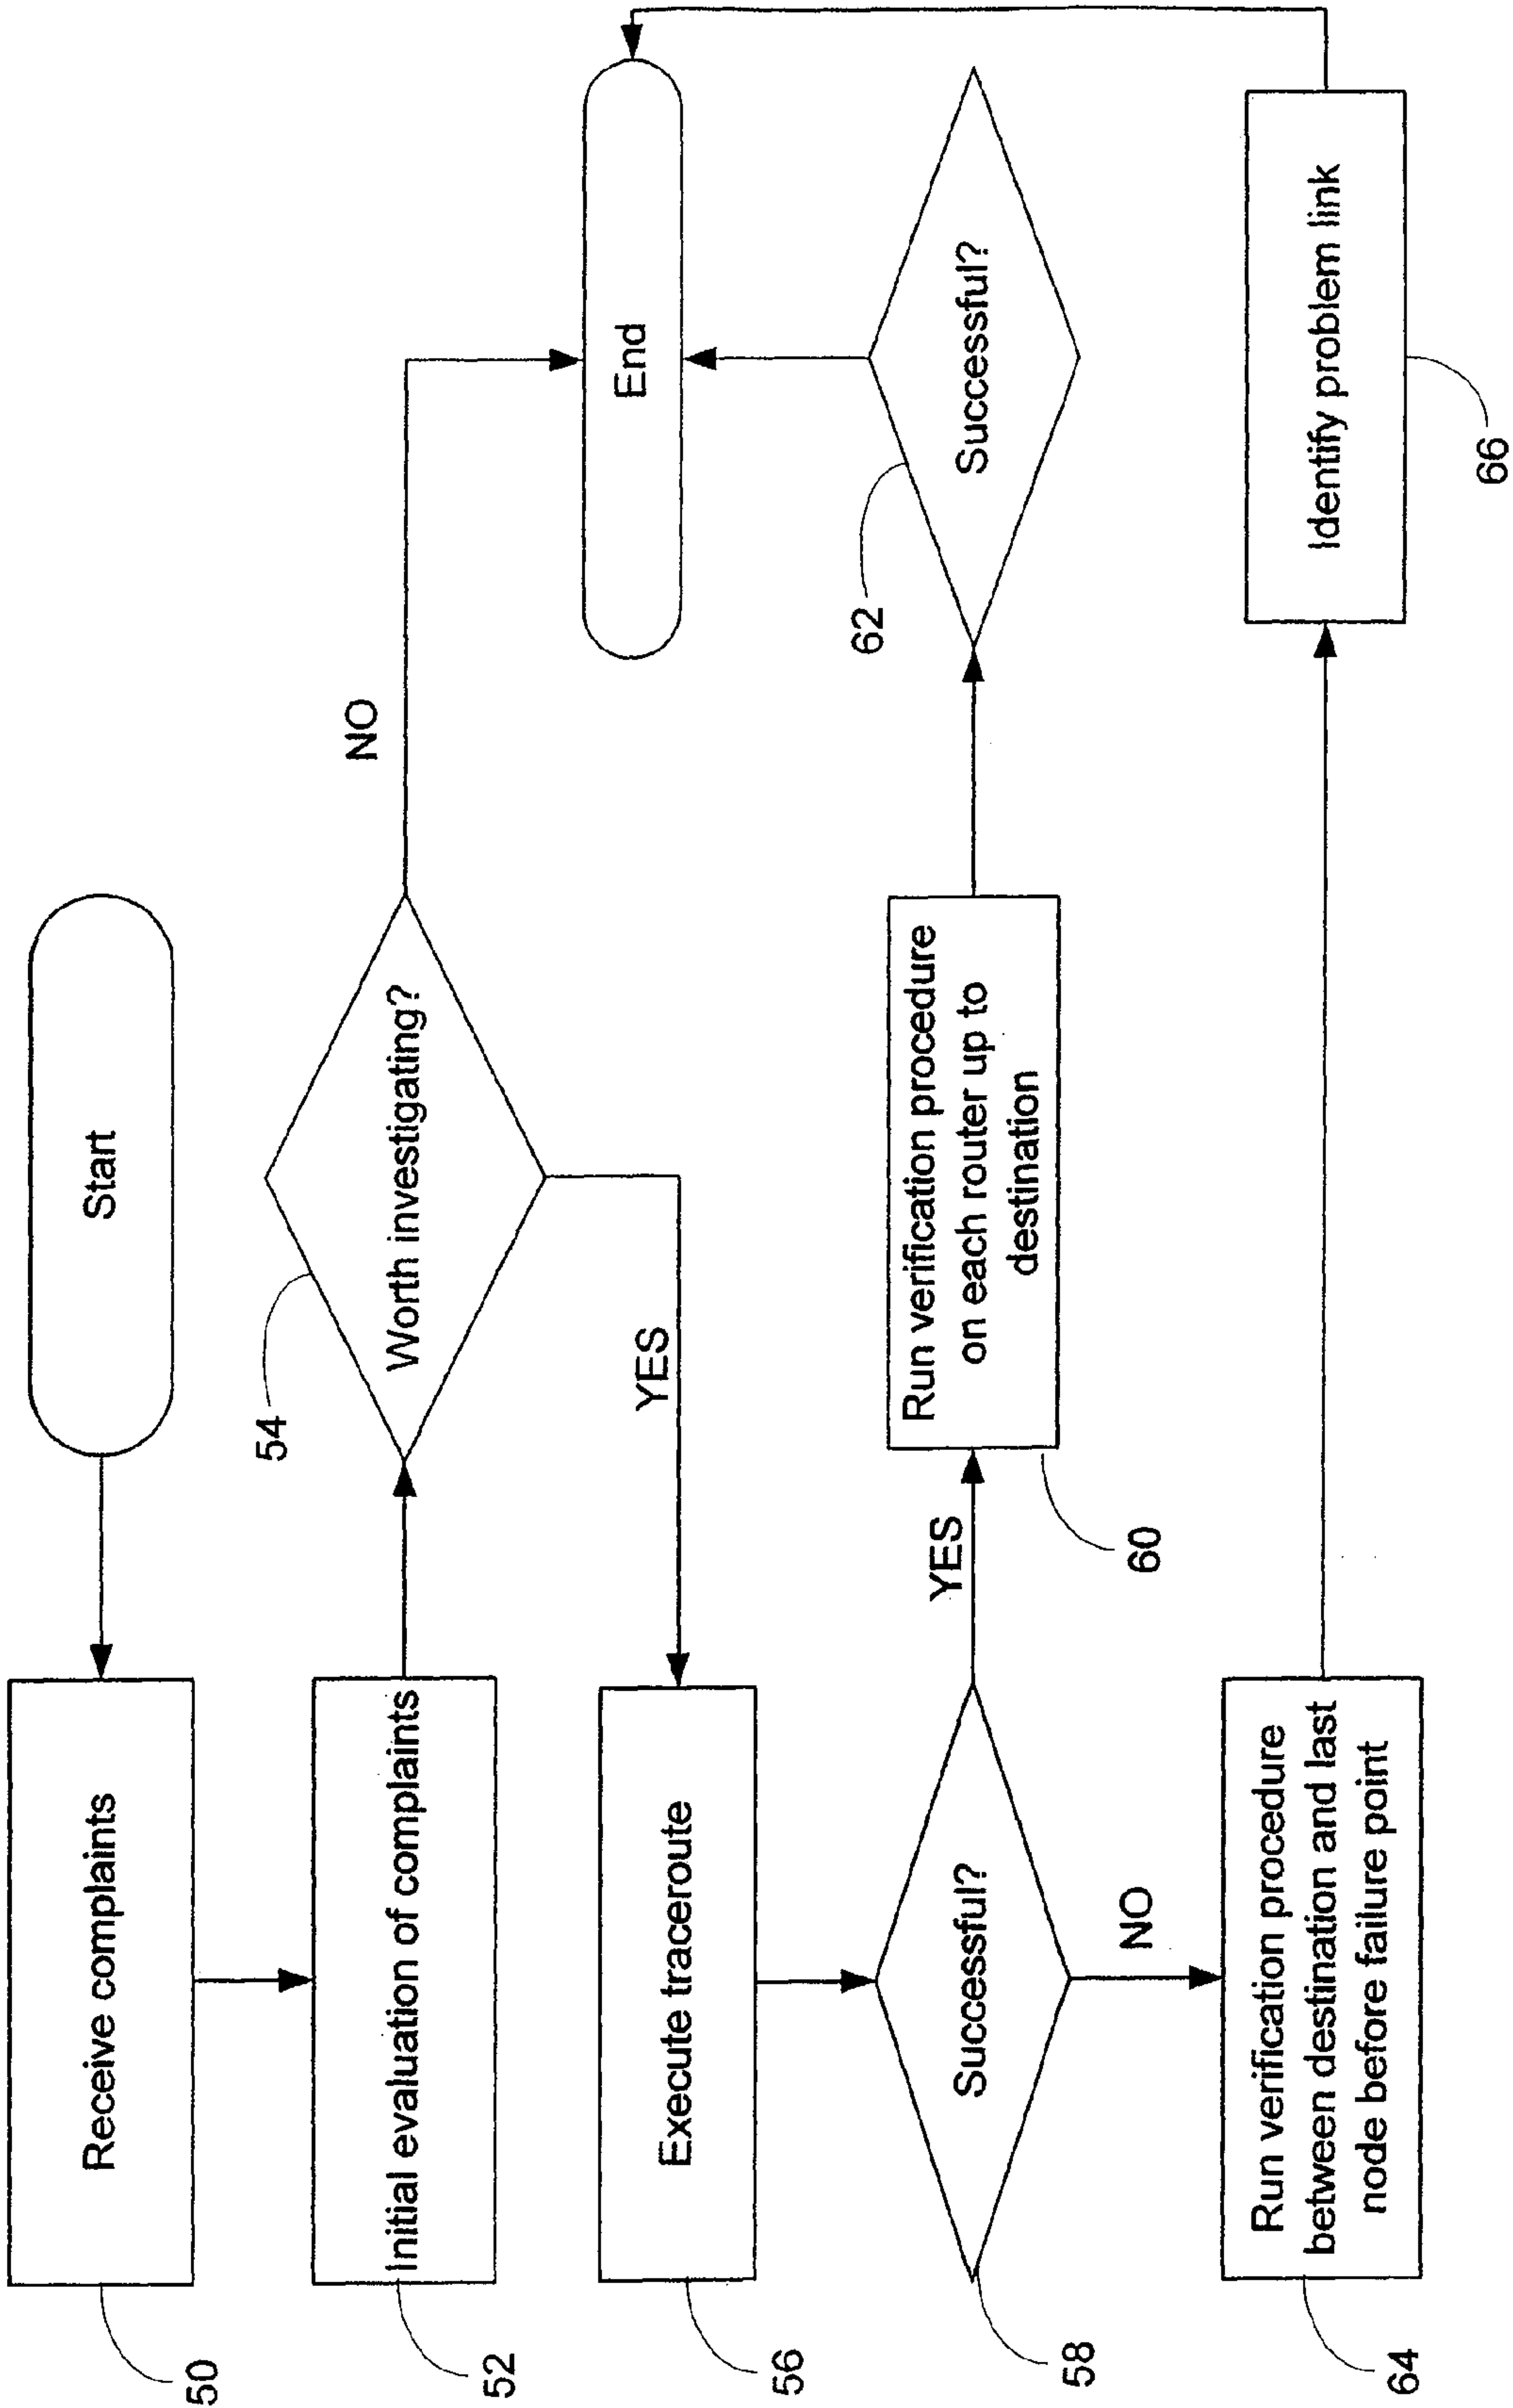 Start
Receive complaints
50
Initial evaluation of complaints
52
Worth investigating?
54
NO
YES
End
Execute traceroute
56
Successful?
58
YES
Run verification procedure
on each router up to
destination
60
Successful?
62
NO
Run verification procedure
between destination and last
node before failure point
64
Identify problem link
66